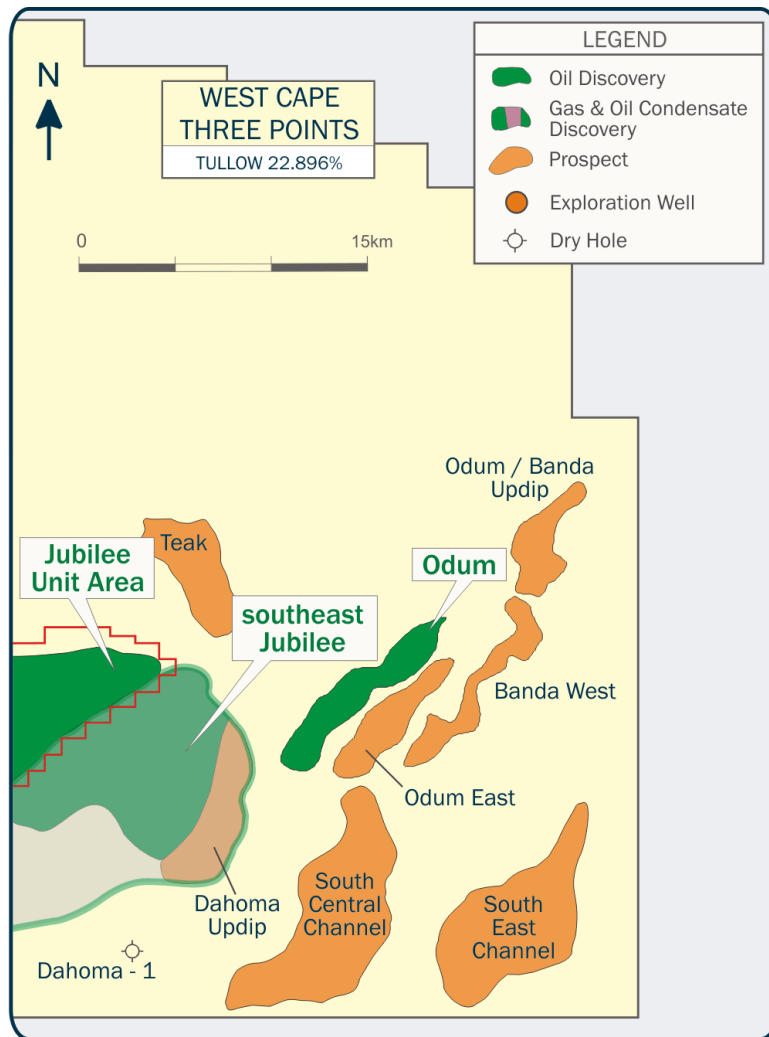 LEGEND
N
WEST CAPE
THREE POINTS
TULLOW 22.896%
Oil Discovery
Gas & Oil Condensate
Discovery
Prospect
Exploration Well
Dry Hole
0
15km
Odum / Banda
Updip
Teak
Jubilee
Unit Area
Odum
southeast
Jubilee
Banda West
Odum East
South
Central
Channel
South
East
Channel
Dahoma
Updip
Dahoma - 1